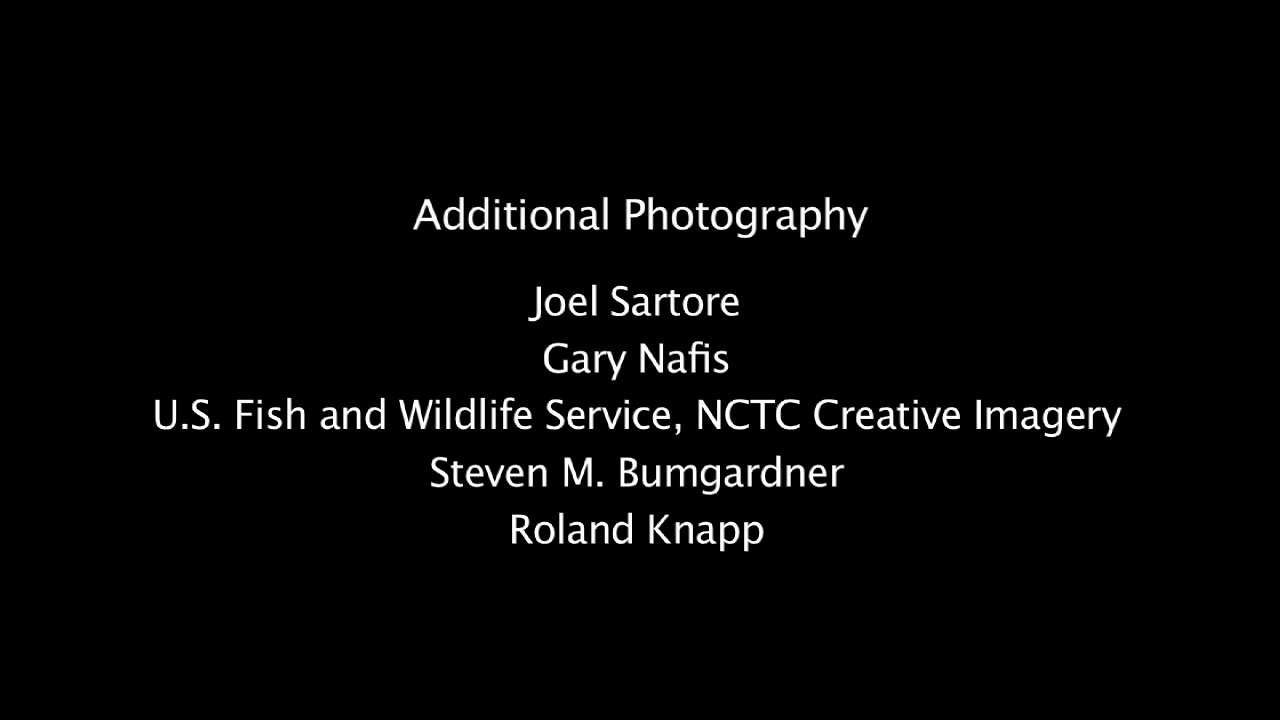 Additional Photography
Joel Sartore
Gary Nafis
U.S. Fish and Wildlife Service, NCTC Creative Imagery
Steven M. Bumgardner
Roland Knapp